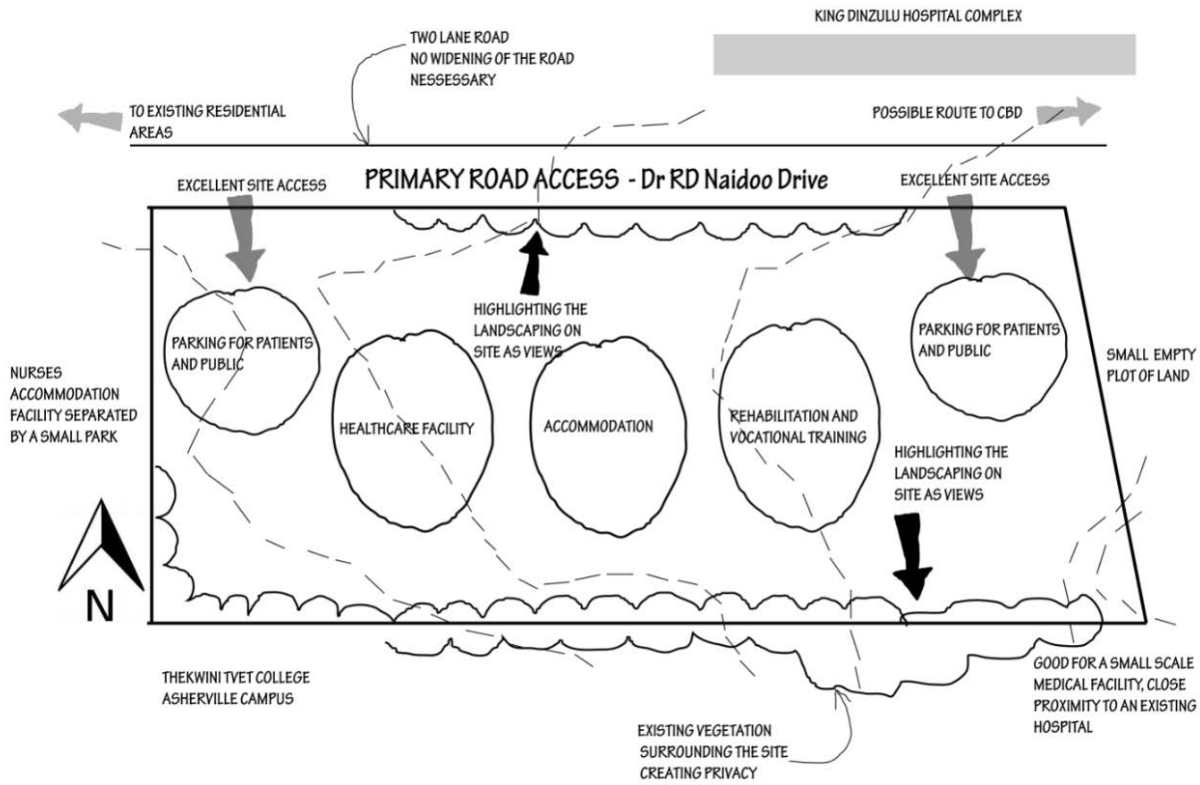 KING DINZULU HOSPITAL COMPLEX
TWO LANE ROAD
NO WIDENING OF THE ROAD
NESSESSARY
TO EXISTING RESIDENTIAL
AREAS
POSSIBLE ROUTE TO CBD
EXCELLENT SITE ACCESS
PRIMARY ROAD ACCESS - Dr RD Naidoo Drive
EXCELLENT SITE ACCESS
HIGHLIGHTING THE
LANDSCAPING ON
SITE AS VIEWS
PARKING FOR PATIENTS
AND PUBLIC
PARKING FOR PATIENTS
AND PUBLIC
NURSES
ACCOMMODATION
FACILITY SEPARATED
BY A SMALL PARK
SMALL EMPTY
PLOT OF LAND
HEALTHCARE FACILITY
ACCOMMODATION
REHABILITATION AND
VOCATIONAL TRAINING
HIGHLIGHTING THE
LANDSCAPING ON
SITE AS VIEWS
N
THEKWINI TVET COLLEGE
ASHERVILLE CAMPUS
GOOD FOR A SMALL SCALE
MEDICAL FACILITY, CLOSE
PROXIMITY TO AN EXISTING
HOSPITAL
EXISTING VEGETATION
SURROUNDING THE SITE
CREATING PRIVACY